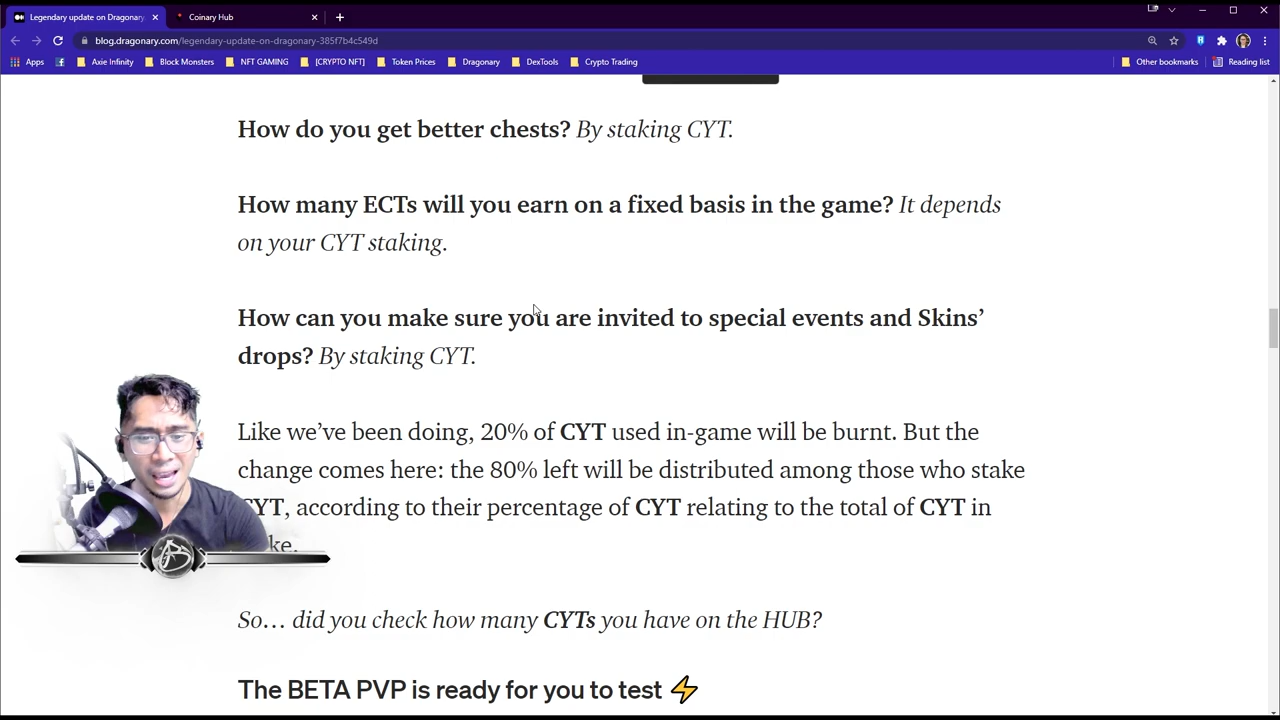 Legendary update on Dragonary
Coinary Hub
blog.dragonary.com/legendary-update-on-dragonary-385f7b4c549d
Apps
Axie Infinity
Block Monsters
NFT GAMING
[CRYPTO NFT]
Token Prices
Dragonary
DexTools
Crypto Trading
Other bookmarks
Reading list
How do you get better chests? By staking CYT.
How many ECTs will you earn on a fixed basis in the game? It depends
on your CYT staking.
How can you make sure you are invited to special events and Skins’
drops? By staking CYT.
Like we’ve been doing, 20% of CYT used in-game will be burnt. But the
change comes here: the 80% left will be distributed among those who stake
CYT, according to their percentage of CYT relating to the total of CYT in
ke.
So… did you check how many CYTs you have on the HUB?
The BETA PVP is ready for you to test ⚡